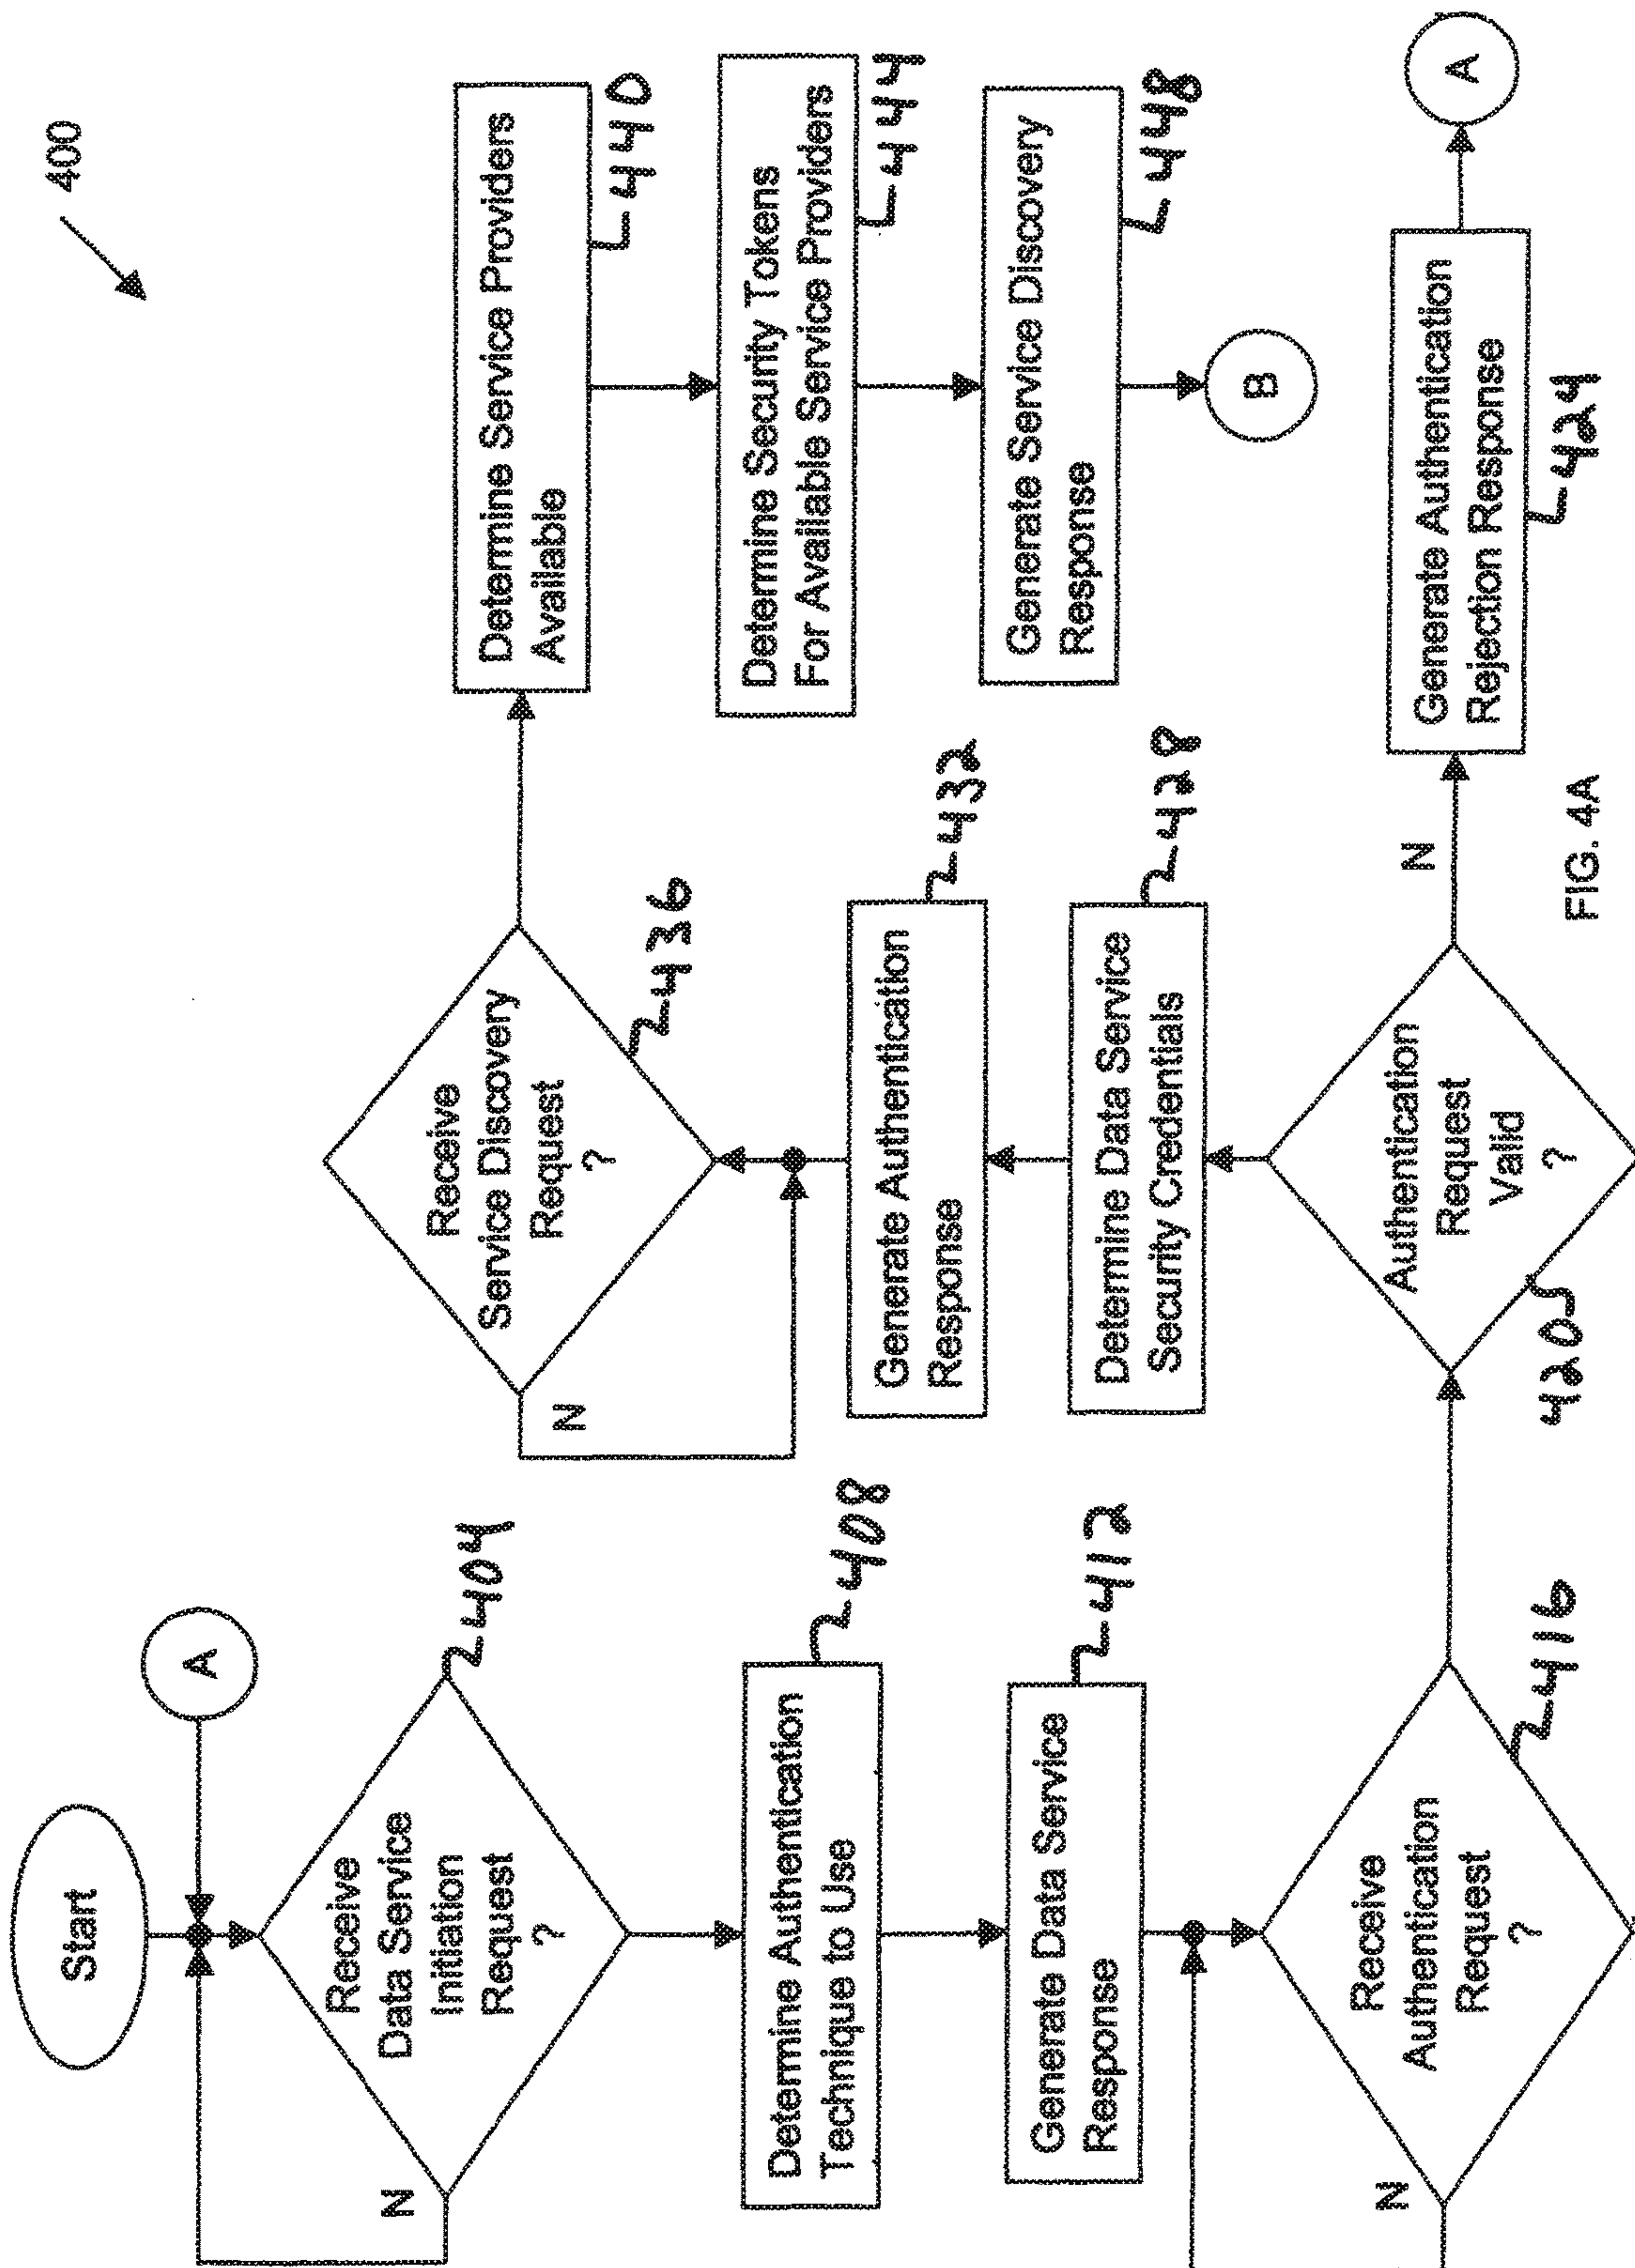 400
Start
A
Receive
Data Service
Initiation
Request
?
404
N
Determine Authentication
Technique to Use
408
Generate Data Service
Response
412
Receive
Authentication
Request
?
416
N
Authentication
Request
Valid
?
420
N
Generate Authentication
Rejection Response
424
A
Determine Data Service
Security Credentials
428
Generate Authentication
Response
432
Receive
Service Discovery
Request
?
436
N
Determine Service Providers
Available
440
Determine Security Tokens
For Available Service Providers
444
Generate Service Discovery
Response
448
B
FIG. 4A